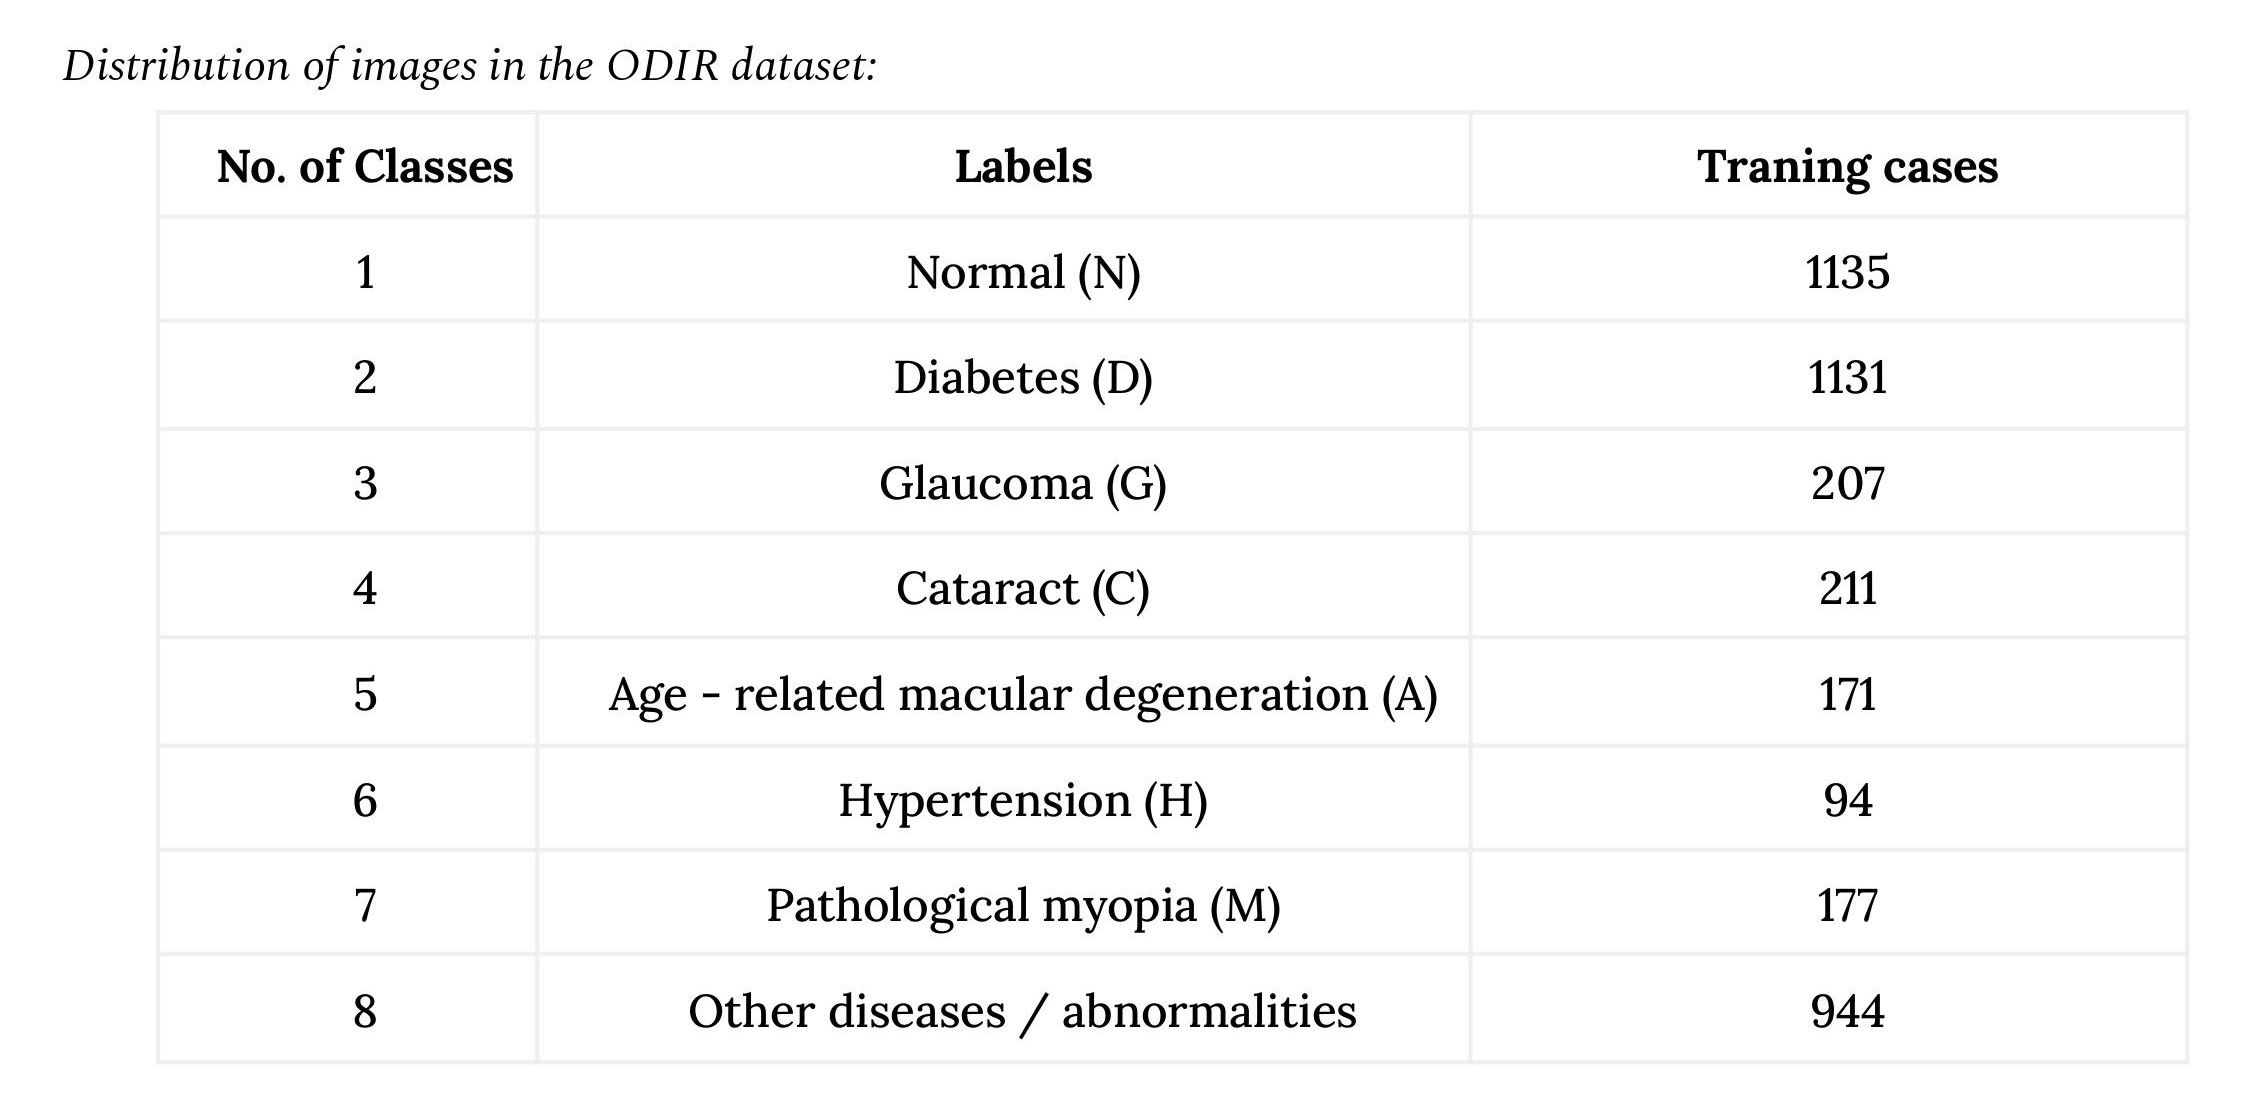 Distribution of images in the ODIR dataset:
No. of Classes Labels Traning cases
1 Normal (N) 1135
2 Diabetes (D) 1131
3 Glaucoma (G) 207
4 Cataract (C) 211
5 Age - related macular degeneration (A) 171
6 Hypertension (H) 94
7 Pathological myopia (M) 177
8 Other diseases / abnormalities 944